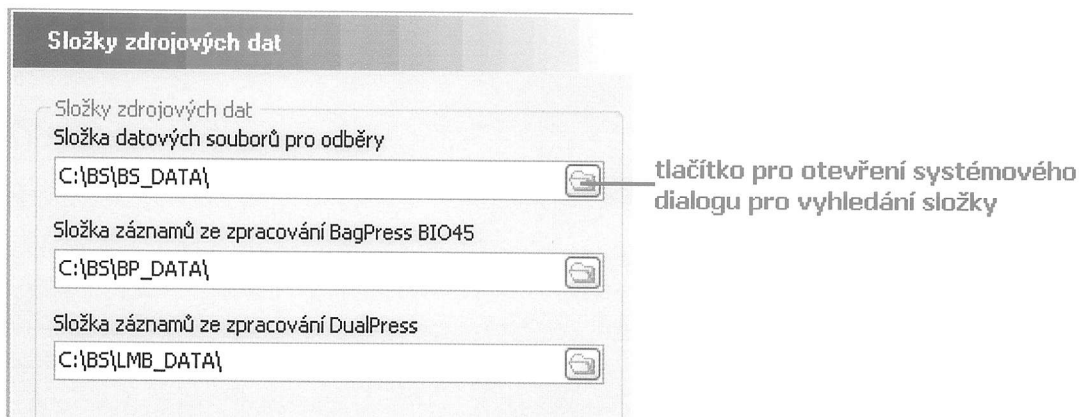 Složky zdrojových dat
Složky zdrojových dat
Složka datových souborů pro odběry
C:\BS\BS_DATA\
tlačítko pro otevření systémového
dialogu pro vyhledání složky
Složka záznamů ze zpracování BagPress BIO45
C:\BS\BP_DATA\
Složka záznamů ze zpracování DualPress
C:\BS\LMB_DATA\